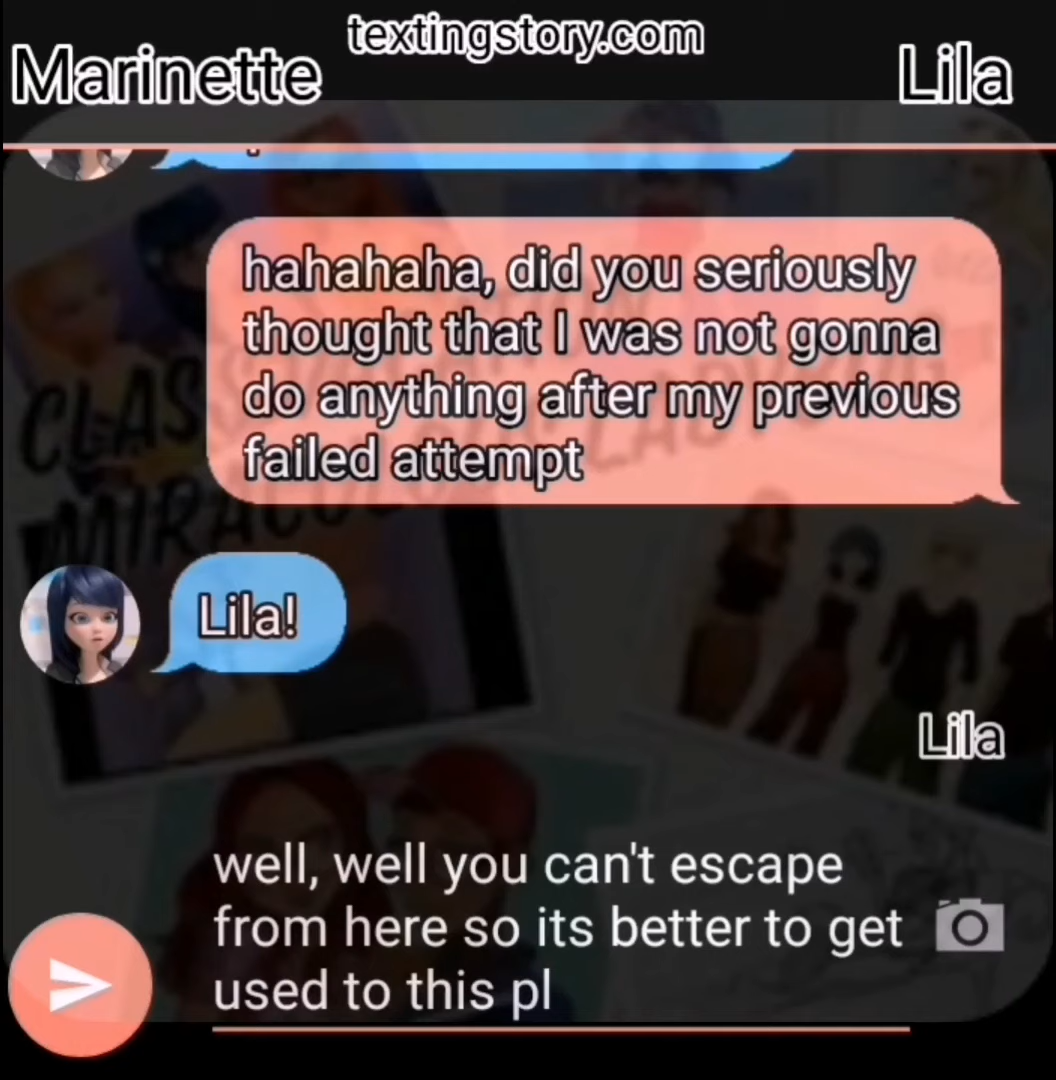 textingstory.com
Marinette
Lila
hahahaha, did you seriously
thought that I was not gonna
do anything after my previous
failed attempt
Lila!
Lila
well, well you can't escape
from here so its better to get
used to this pl
CLAS
MIRACUL